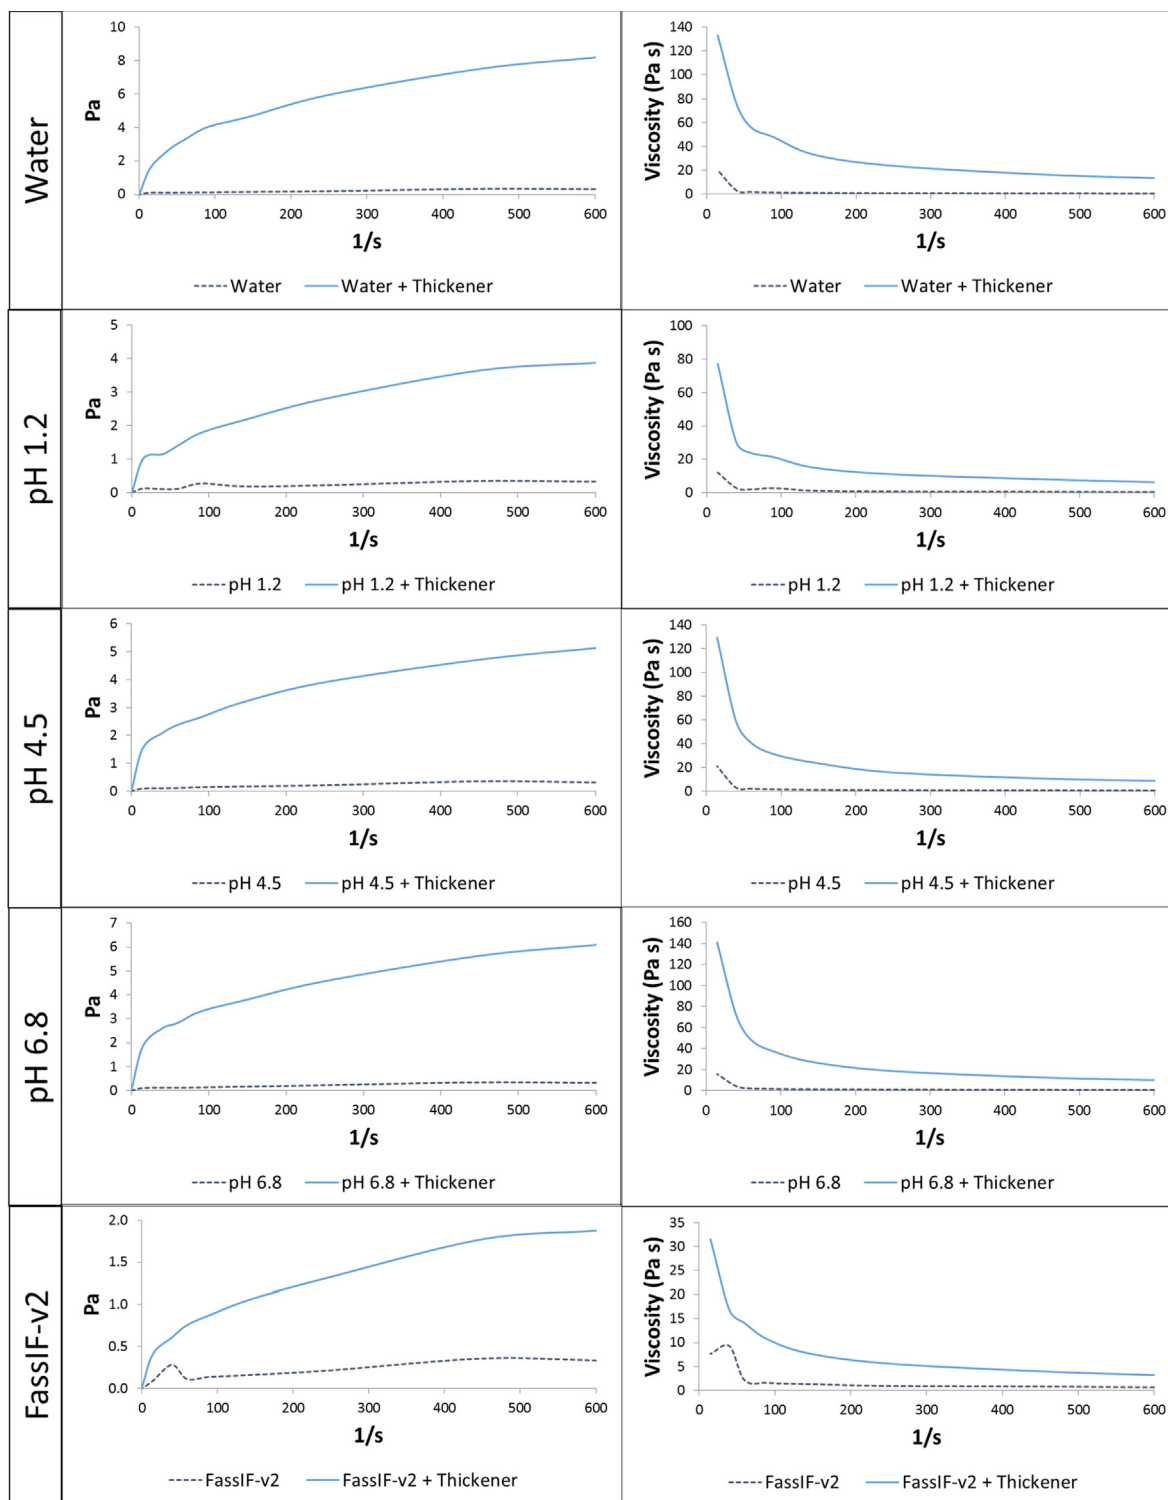 Water
10
8
6
4
2
0
Pa
0 100 200 300 400 500 600
1/s
Water Water + Thickener
140
120
100
80
60
40
20
0
Viscosity (Pa s)
0 100 200 300 400 500 600
1/s
Water Water + Thickener
pH 1.2
5
4
3
2
1
0
Pa
0 100 200 300 400 500 600
1/s
pH 1.2 pH 1.2 + Thickener
100
80
60
40
20
0
Viscosity (Pa s)
0 100 200 300 400 500 600
1/s
pH 1.2 pH 1.2 + Thickener
pH 4.5
6
5
4
3
2
1
0
Pa
0 100 200 300 400 500 600
1/s
pH 4.5 pH 4.5 + Thickener
140
120
100
80
60
40
20
0
Viscosity (Pa s)
0 100 200 300 400 500 600
1/s
pH 4.5 pH 4.5 + Thickener
pH 6.8
7
6
5
4
3
2
1
0
Pa
0 100 200 300 400 500 600
1/s
pH 6.8 pH 6.8 + Thickener
160
140
120
100
80
60
40
20
0
Viscosity (Pa s)
0 100 200 300 400 500 600
1/s
pH 6.8 pH 6.8 + Thickener
FassIF-v2
2.0
1.5
1.0
0.5
0.0
Pa
0 100 200 300 400 500 600
1/s
FassIF-v2 FassIF-v2 + Thickener
35
30
25
20
15
10
5
0
Viscosity (Pa s)
0 100 200 300 400 500 600
1/s
FassIF-v2 FassIF-v2 + Thickener